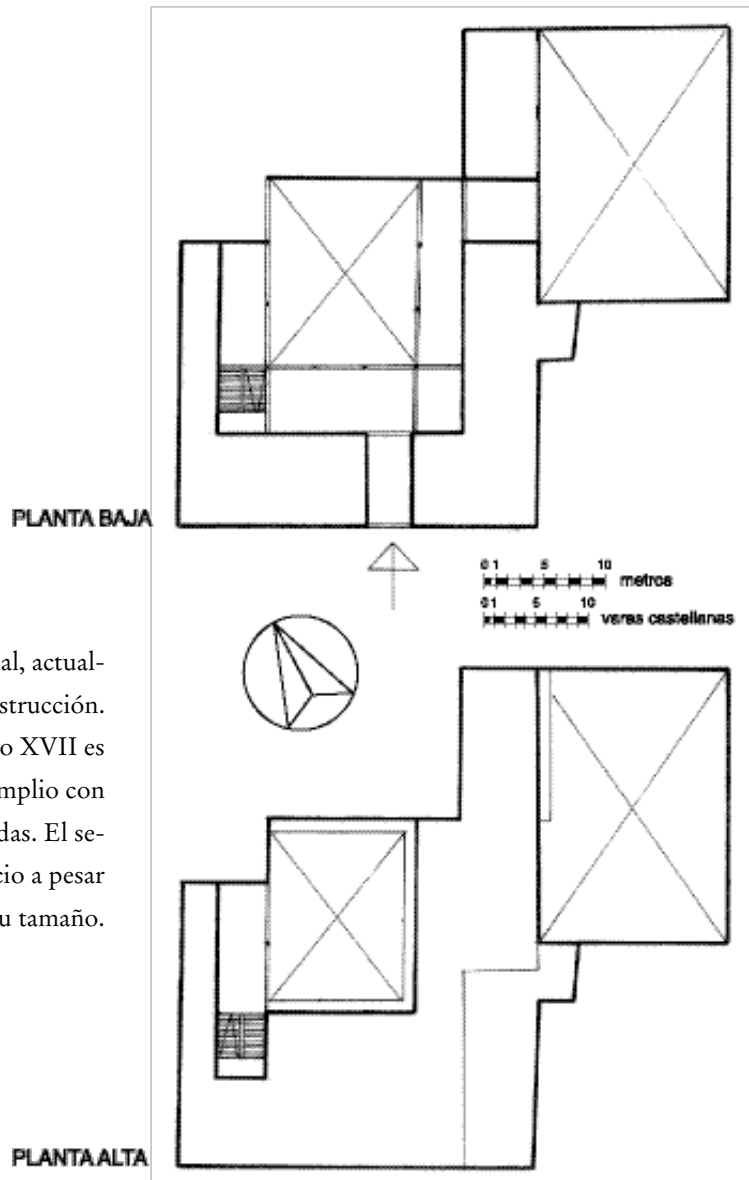 PLANTA BAJA
0 1 5 10 metros
0 1 5 10 varas castellanas
al, actual-
strucción.
o XVII es
mplio con
das. El se-
cio a pesar
u tamaño.
PLANTA ALTA